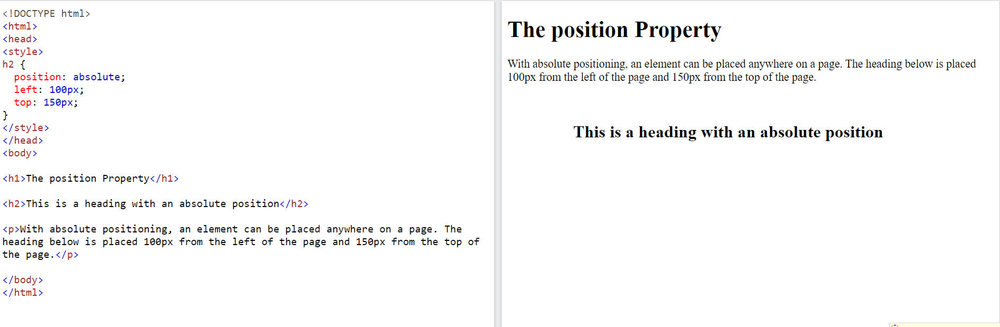 <!DOCTYPE html>
<html>
<head>
<style>
h2 {
  position: absolute;
  left: 100px;
  top: 150px;
}
</style>
</head>
<body>

<h1>The position Property</h1>

<h2>This is a heading with an absolute position</h2>

<p>With absolute positioning, an element can be placed anywhere on a page. The
heading below is placed 100px from the left of the page and 150px from the top of
the page.</p>

</body>
</html>

The position Property
With absolute positioning, an element can be placed anywhere on a page. The heading below is placed
100px from the left of the page and 150px from the top of the page.
This is a heading with an absolute position